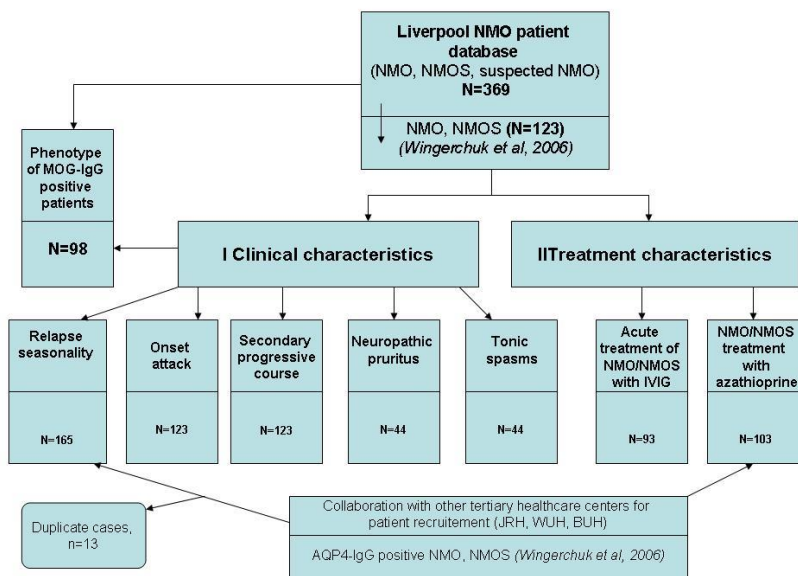 Liverpool NMO patient
database
(NMO, NMOS, suspected NMO)
N=369
NMO, NMOS (N=123)
(Wingerchuk et al, 2006)
Phenotype
of MOG-IgG
positive
patients
N=98
I Clinical characteristics
IITreatment characteristics
Relapse
seasonality
N=165
Onset
attack
N=123
Secondary
progressive
course
N=123
Neuropathic
pruritus
N=44
Tonic
spasms
N=44
Acute
treatment of
NMO/NMOS
with IVIG
N=93
NMO/NMOS
treatment
with
azathioprine
N=103
Duplicate cases,
n=13
Collaboration with other tertiary healthcare centers for
patient recruitement (JRH, WUH, BUH)
AQP4-IgG positive NMO, NMOS (Wingerchuk et al, 2006)